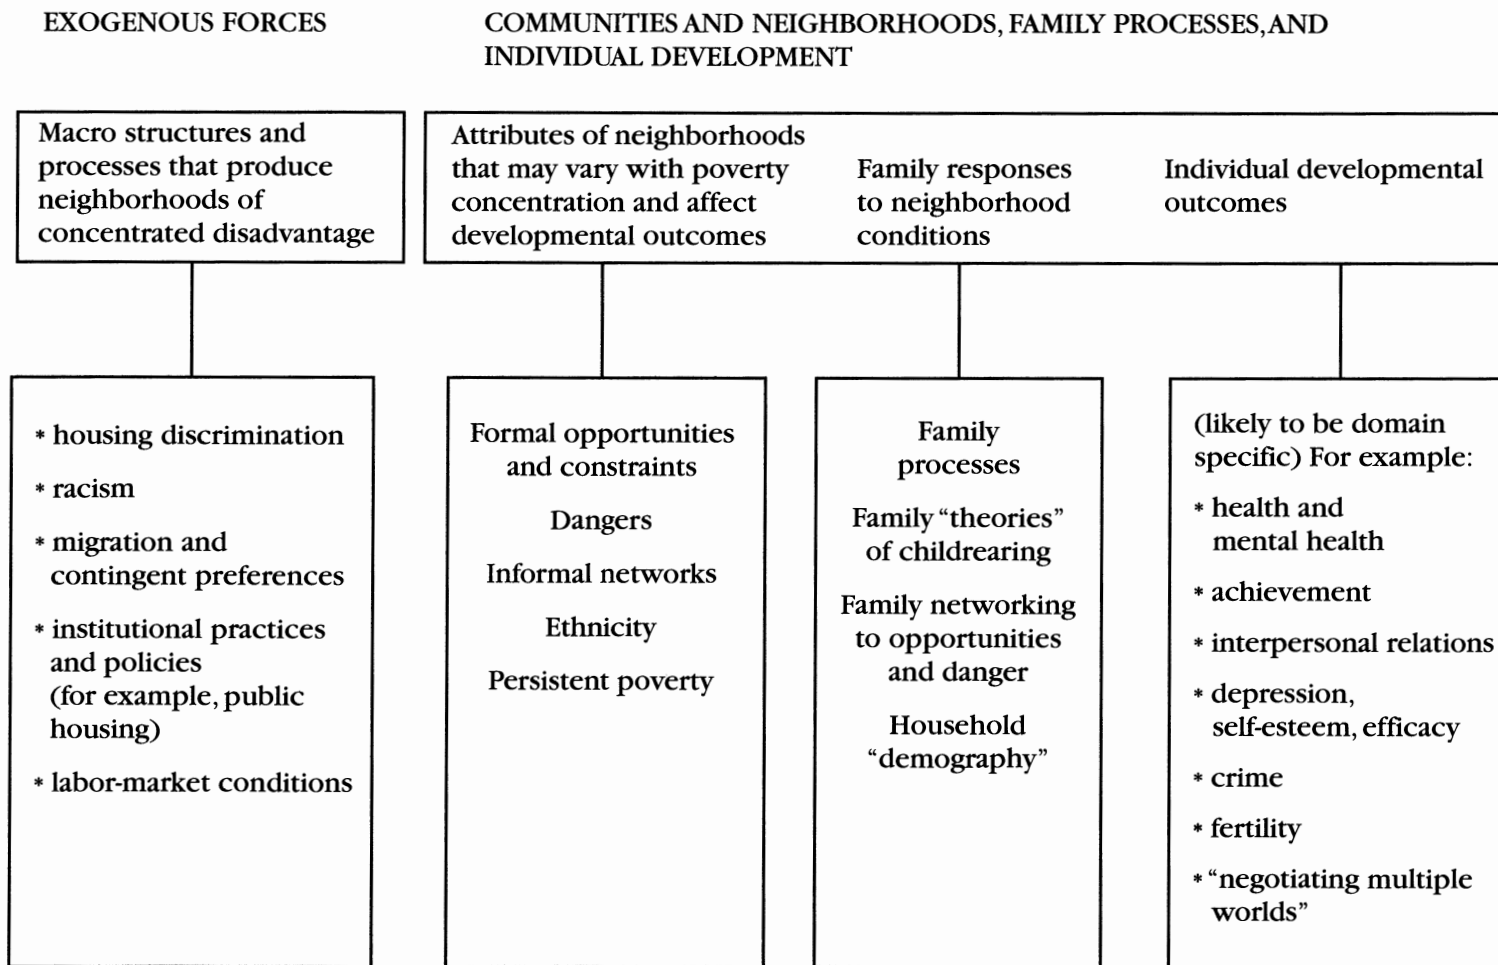 EXOGENOUS FORCES
COMMUNITIES AND NEIGHBORHOODS, FAMILY PROCESSES, AND
INDIVIDUAL DEVELOPMENT
Macro structures and
processes that produce
neighborhoods of
concentrated disadvantage
Attributes of neighborhoods
that may vary with poverty
concentration and affect
developmental outcomes
Family responses
to neighborhood
conditions
Individual developmental
outcomes
* housing discrimination
* racism
* migration and
contingent preferences
* institutional practices
and policies
(for example, public
housing)
* labor-market conditions
Formal opportunities
and constraints
Dangers
Informal networks
Ethnicity
Persistent poverty
Family
processes
Family “theories”
of childrearing
Family networking
to opportunities
and danger
Household
“demography”
(likely to be domain
specific) For example:
* health and
mental health
* achievement
* interpersonal relations
* depression,
self-esteem, efficacy
* crime
* fertility
* “negotiating multiple
worlds”